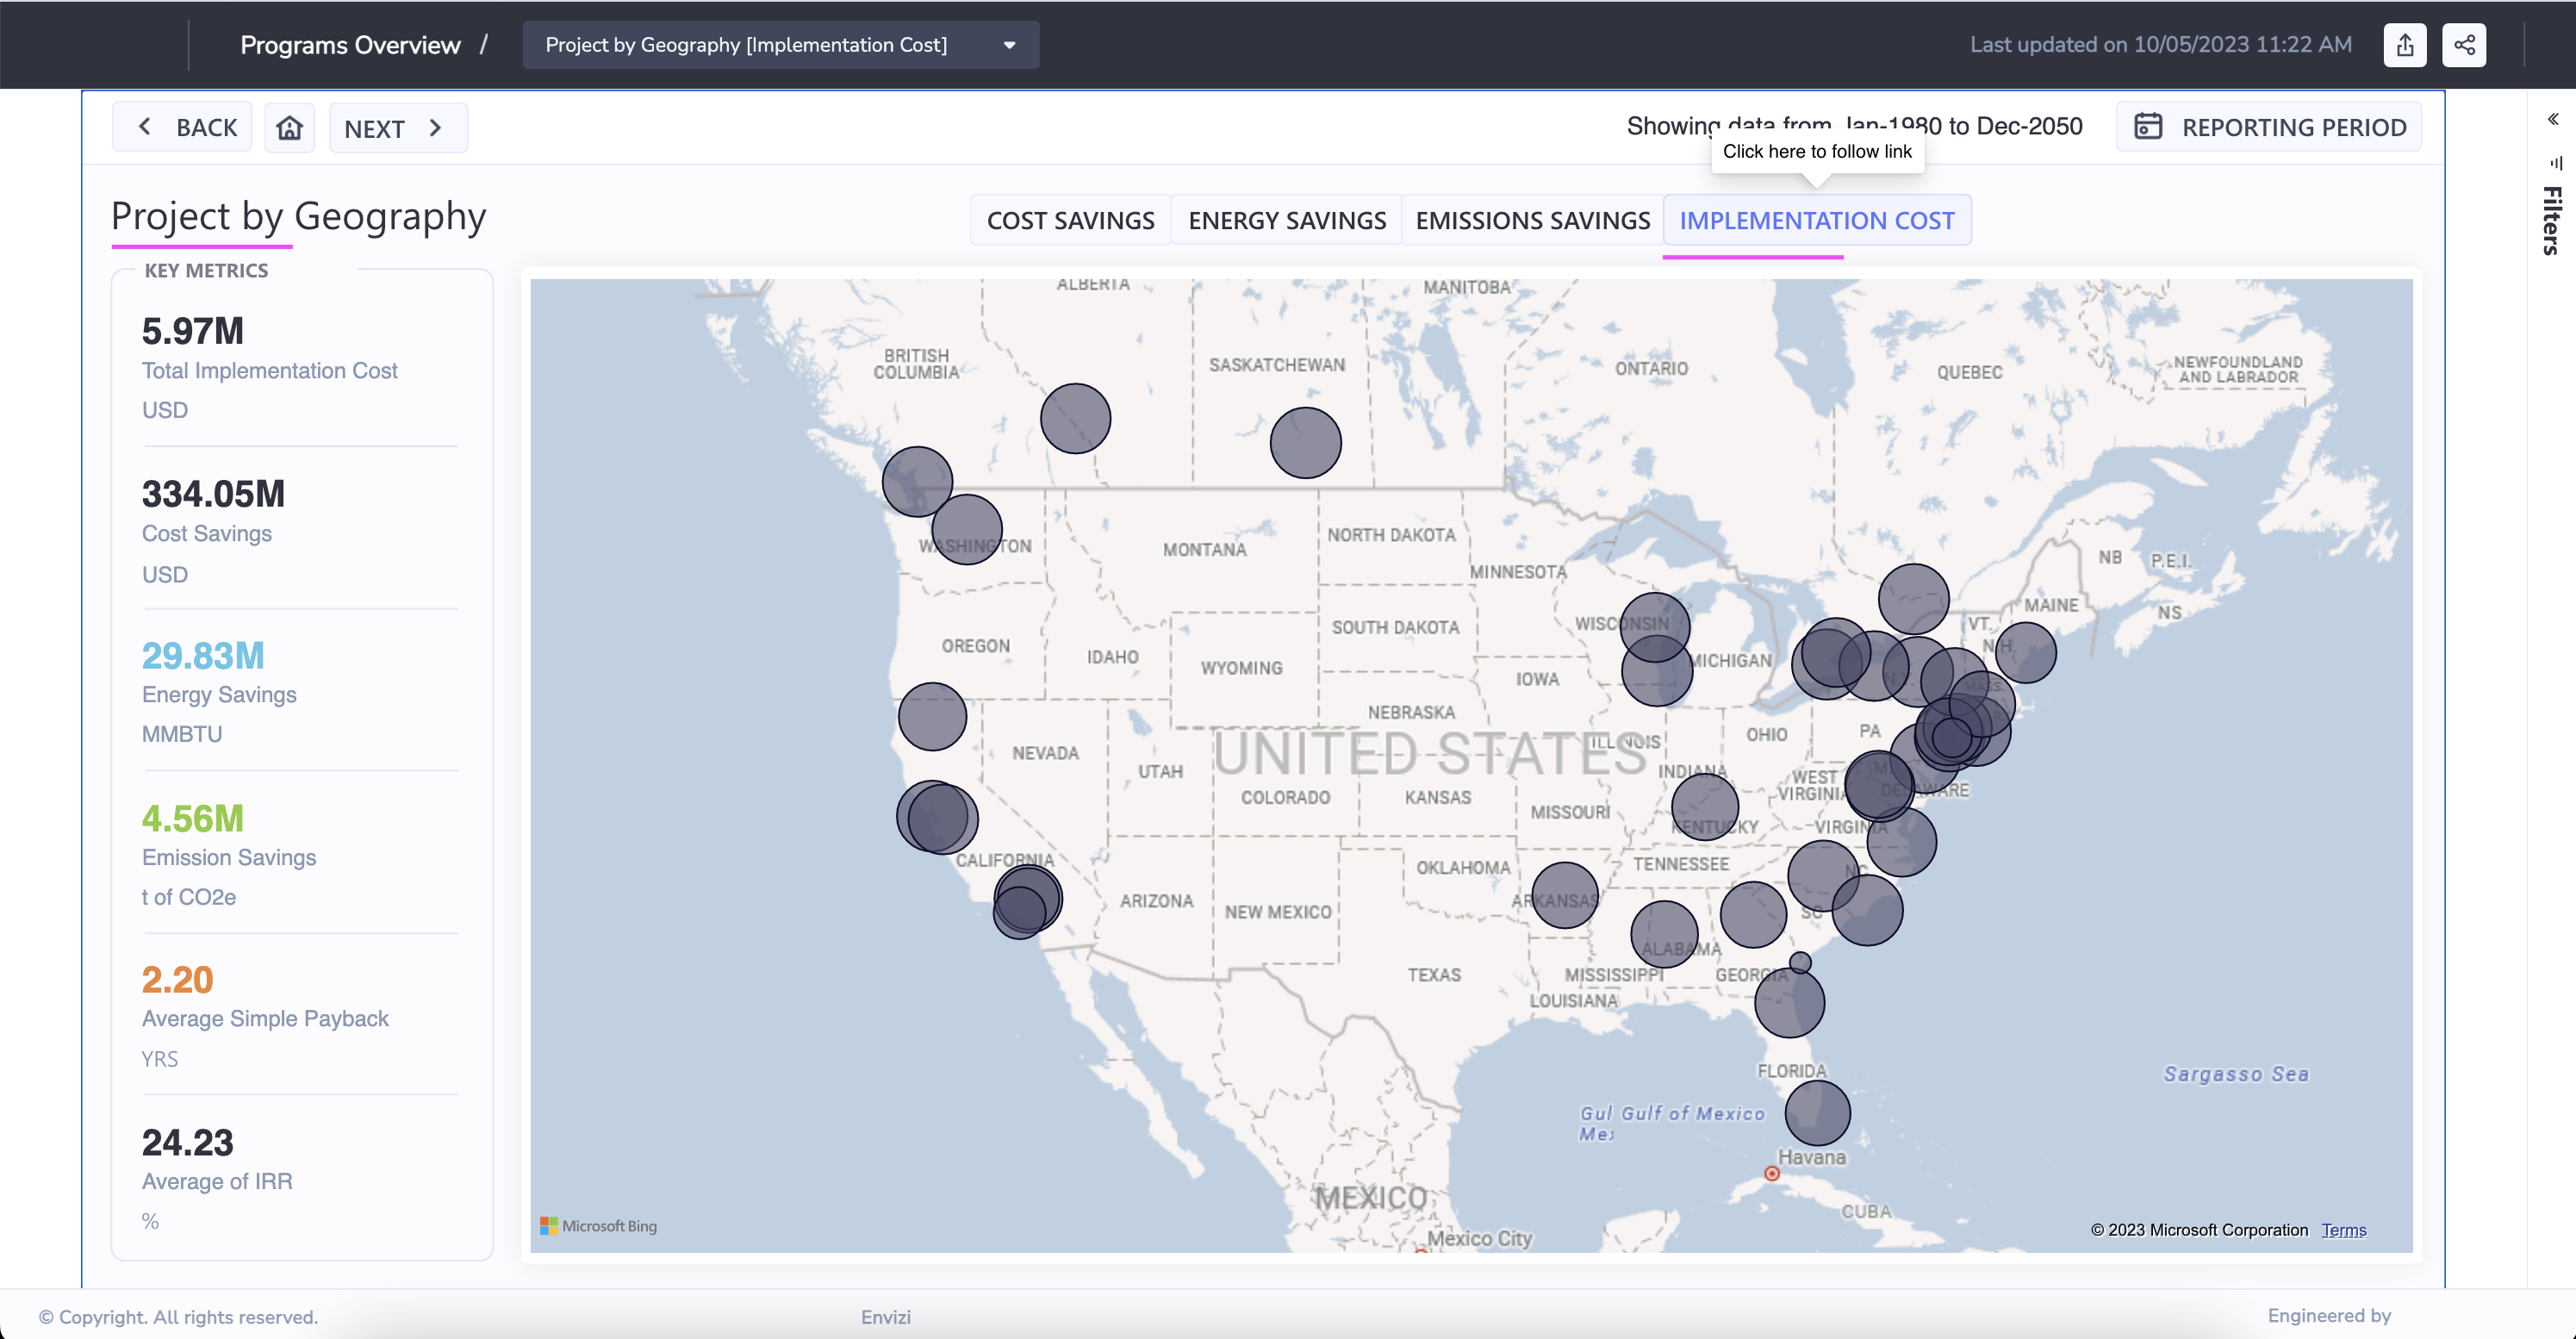 Programs Overview /
Project by Geography [Implementation Cost]
Last updated on 10/05/2023 11:22 AM
BACK
NEXT
Showing data from Jan-1980 to Dec-2050
REPORTING PERIOD
Click here to follow link
Filters
Project by Geography
COST SAVINGS
ENERGY SAVINGS
EMISSIONS SAVINGS
IMPLEMENTATION COST
KEY METRICS
5.97M
Total Implementation Cost
USD
334.05M
Cost Savings
USD
29.83M
Energy Savings
MMBTU
4.56M
Emission Savings
t of CO2e
2.20
Average Simple Payback
YRS
24.23
Average of IRR
%
ALBERTA
MANITOBA
BRITISH
COLUMBIA
SASKATCHEWAN
ONTARIO
QUEBEC
NEWFOUNDLAND
AND LABRADOR
WASHINGTON
MONTANA
NORTH DAKOTA
MINNESOTA
NB
P.E.I.
MAINE
NS
OREGON
IDAHO
SOUTH DAKOTA
WISCONSIN
VT.
N.H.
WYOMING
MICHIGAN
N.Y.
IOWA
MASS.
NEBRASKA
NEVADA
UNITED STATES
ILLINOIS
OHIO
PA
UTAH
INDIANA
WEST
VIRGINIA
DELAWARE
COLORADO
KANSAS
MISSOURI
KENTUCKY
VIRGINIA
CALIFORNIA
OKLAHOMA
TENNESSEE
NC
ARIZONA
NEW MEXICO
ARKANSAS
SC
ALABAMA
TEXAS
MISSISSIPPI
GEORGIA
LOUISIANA
FLORIDA
Sargasso Sea
Gul Gulf of Mexico
Havana
MEXICO
CUBA
Mexico City
Microsoft Bing
© 2023 Microsoft Corporation Terms
© Copyright. All rights reserved.
Envizi
Engineered by